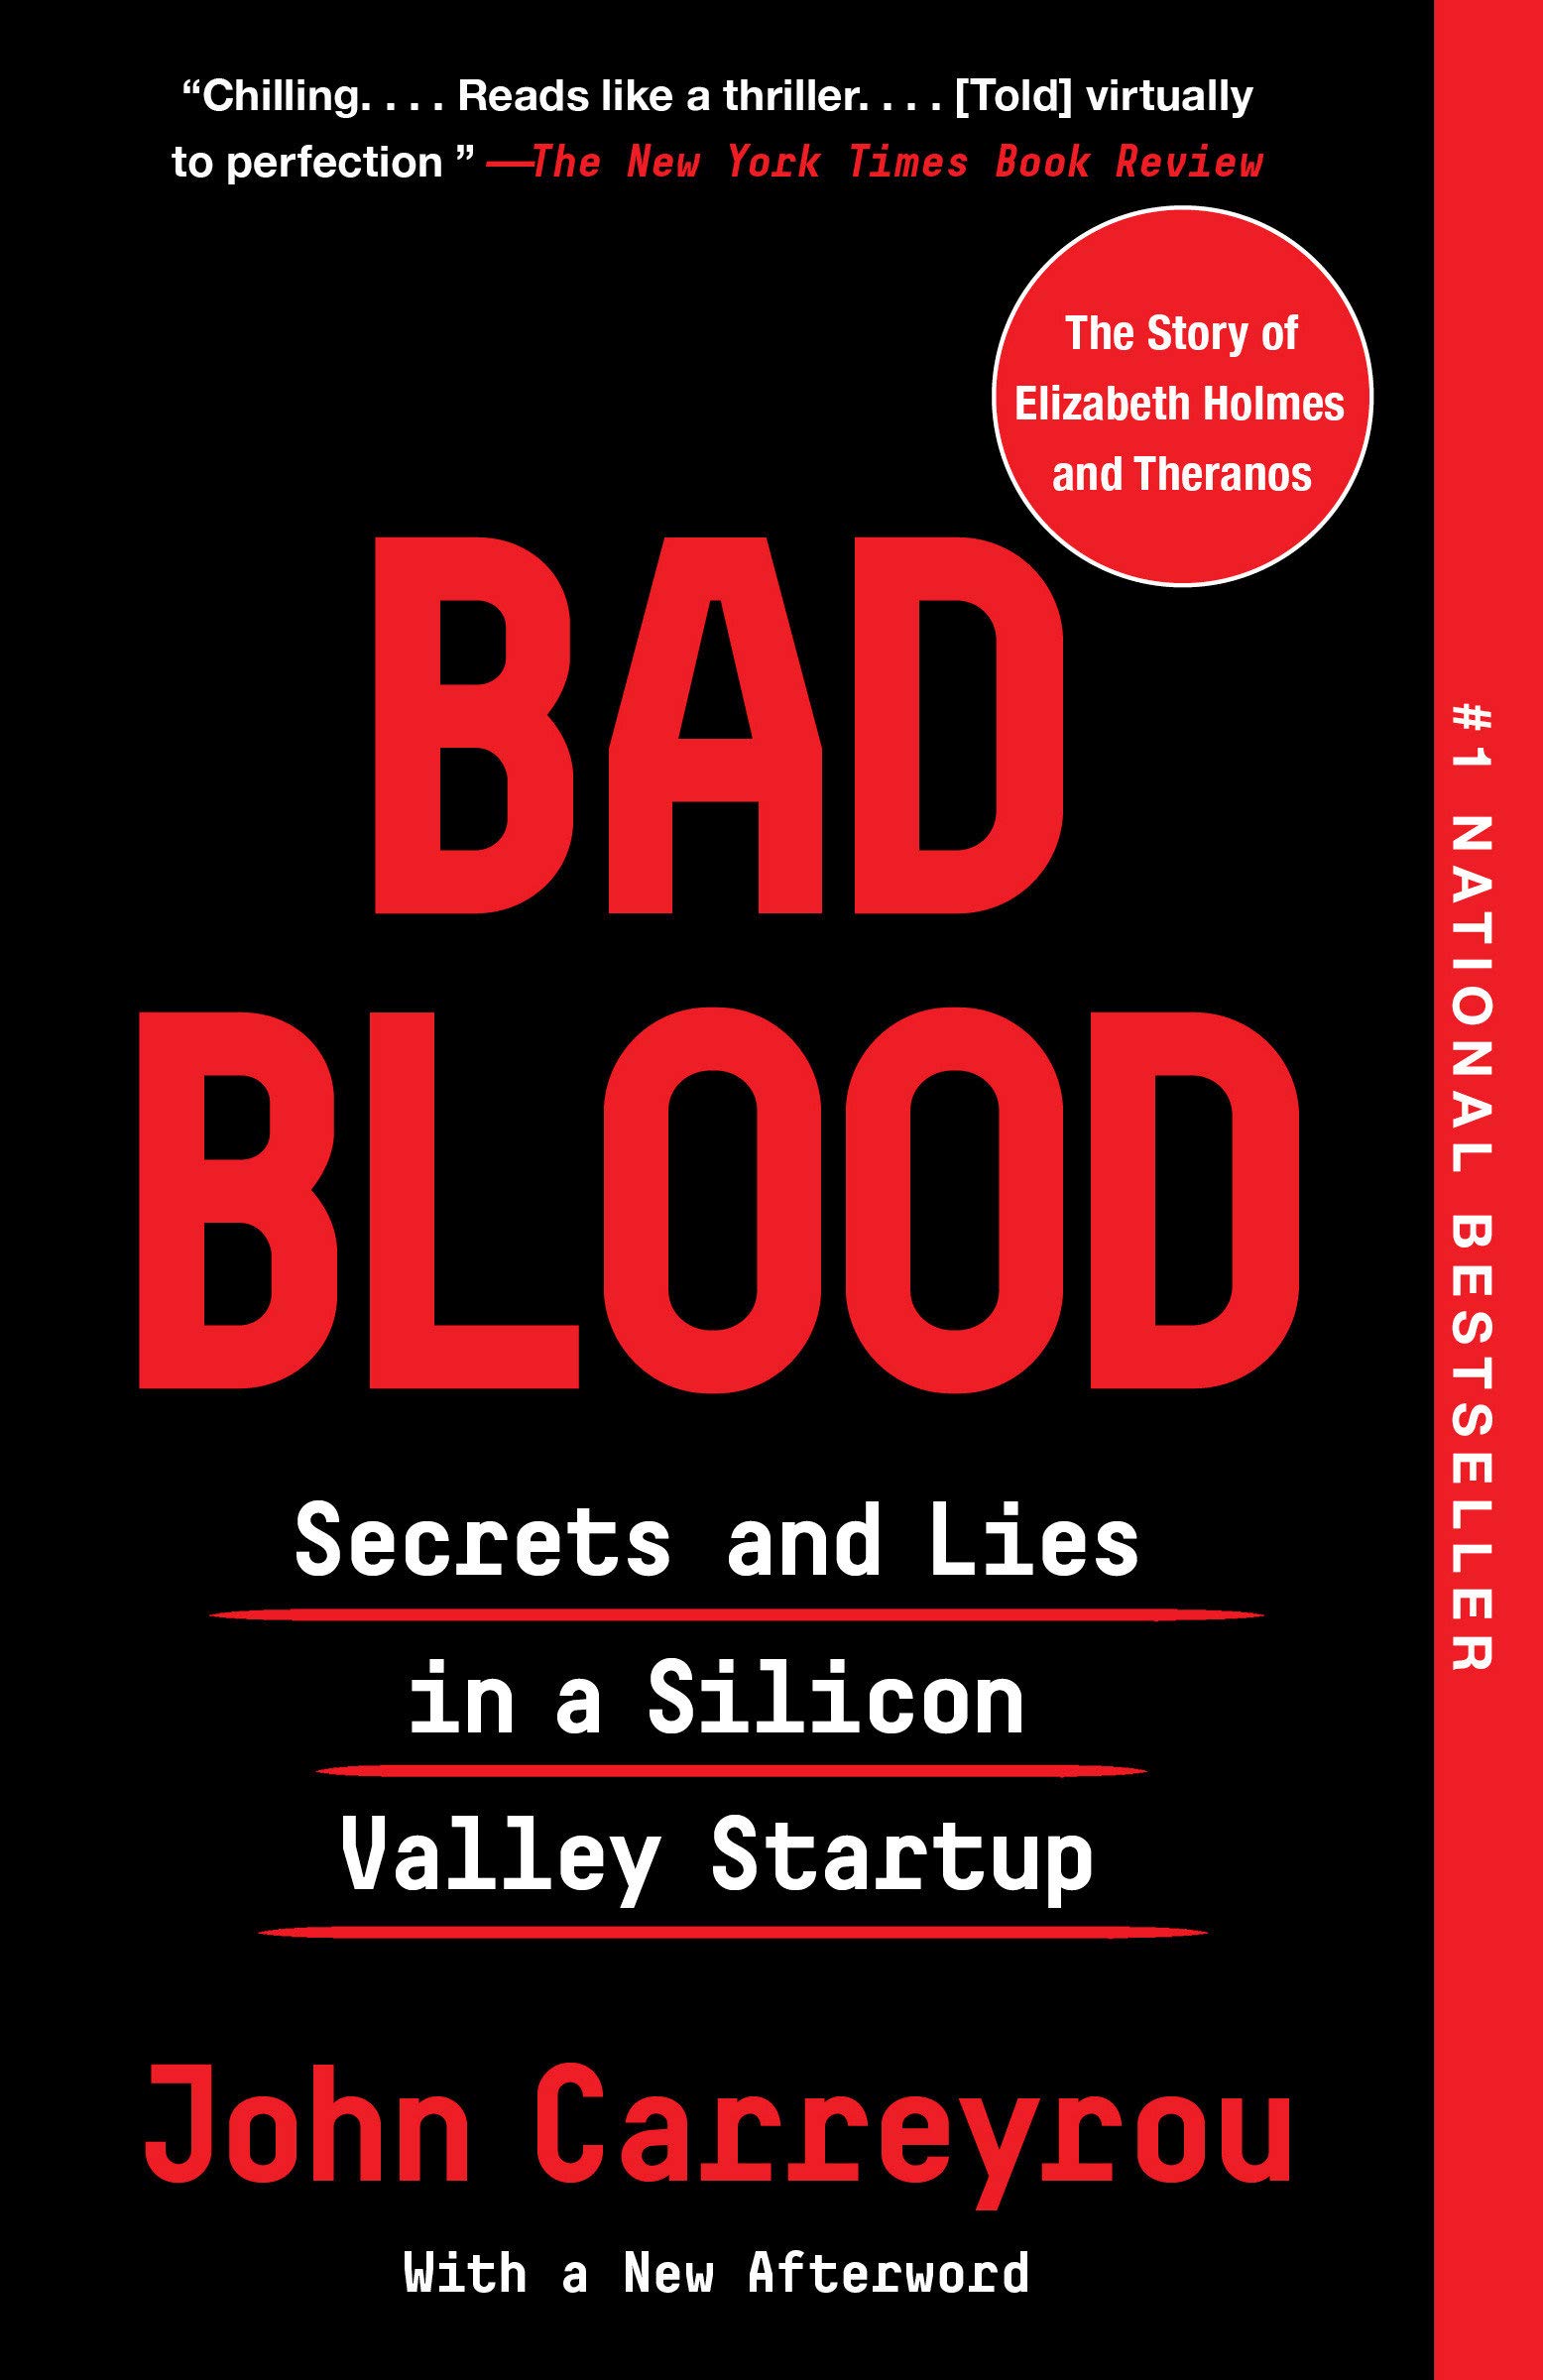 “Chilling. . . . Reads like a thriller. . . . [Told] virtually
to perfection ” —The New York Times Book Review
The Story of
Elizabeth Holmes
and Theranos
BAD
BLOOD
Secrets and Lies
in a Silicon
Valley Startup
John Carreyrou
With a New Afterword
#1 NATIONAL BESTSELLER